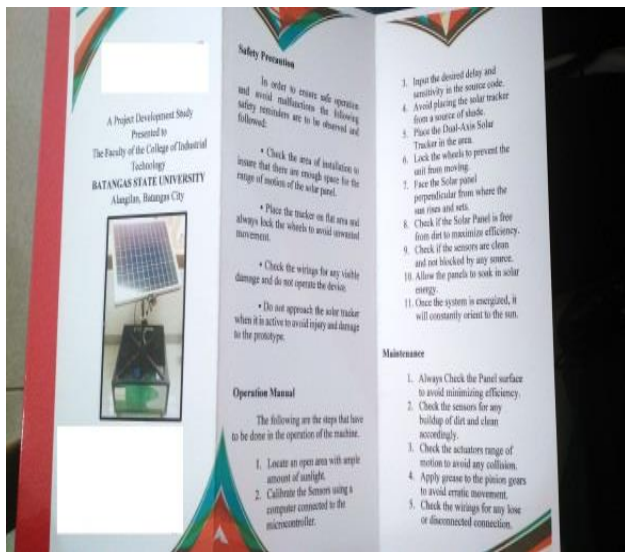 A Project Development Study
Presented to
The Faculty of the College of Industrial
Technology
BATANGAS STATE UNIVERSITY
Alangilan, Batangas City
Safety Precaution
In order to ensure safe operation
and avoid malfunctions the following
safety reminders are to be observed and
followed:
• Check the area of installation to
insure that there are enough space for the
range of motion of the solar panel.
• Place the tracker on flat area and
always lock the wheels to avoid unwanted
movement.
• Check the wirings for any visible
damage and do not operate the device.
• Do not approach the solar tracker
when it is active to avoid injury and damage
to the prototype.
Operation Manual
The following are the steps that have
to be done in the operation of the machine.
1. Locate an open area with ample
amount of sunlight.
2. Calibrate the Sensors using a
computer connected to the
microcontroller.
3. Input the desired delay and
sensitivity in the source code.
4. Avoid placing the solar tracker
from a source of shade.
5. Place the Dual-Axis Solar
Tracker in the area.
6. Lock the wheels to prevent the
unit from moving.
7. Face the Solar panel
perpendicular from where the
sun rises and sets.
8. Check if the Solar Panel is free
from dirt to maximize efficiency.
9. Check if the sensors are clean
and not blocked by any source.
10. Allow the panels to soak in solar
energy.
11. Once the system is energized, it
will constantly orient to the sun.
Maintenance
1. Always Check the Panel surface
to avoid minimizing efficiency.
2. Check the sensors for any
buildup of dirt and clean
accordingly.
3. Check the actuators range of
motion to avoid any collision.
4. Apply grease to the pinion gears
to avoid erratic movement.
5. Check the wirings for any lose
or disconnected connection.